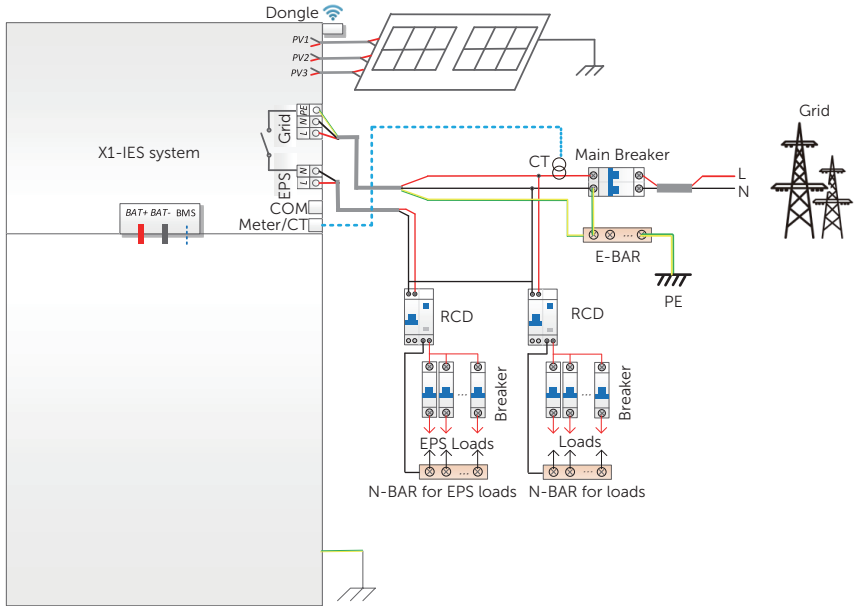 Dongle
PV1
PV2
PV3
Grid
PE
N
L
X1-IES system
EPS
N
L
COM
Meter/CT
BAT+ BAT- BMS
CT
Main Breaker
L
N
Grid
E-BAR
PE
RCD
RCD
...
Breaker
...
Breaker
EPS Loads
Loads
...
...
...
N-BAR for EPS loads
N-BAR for loads